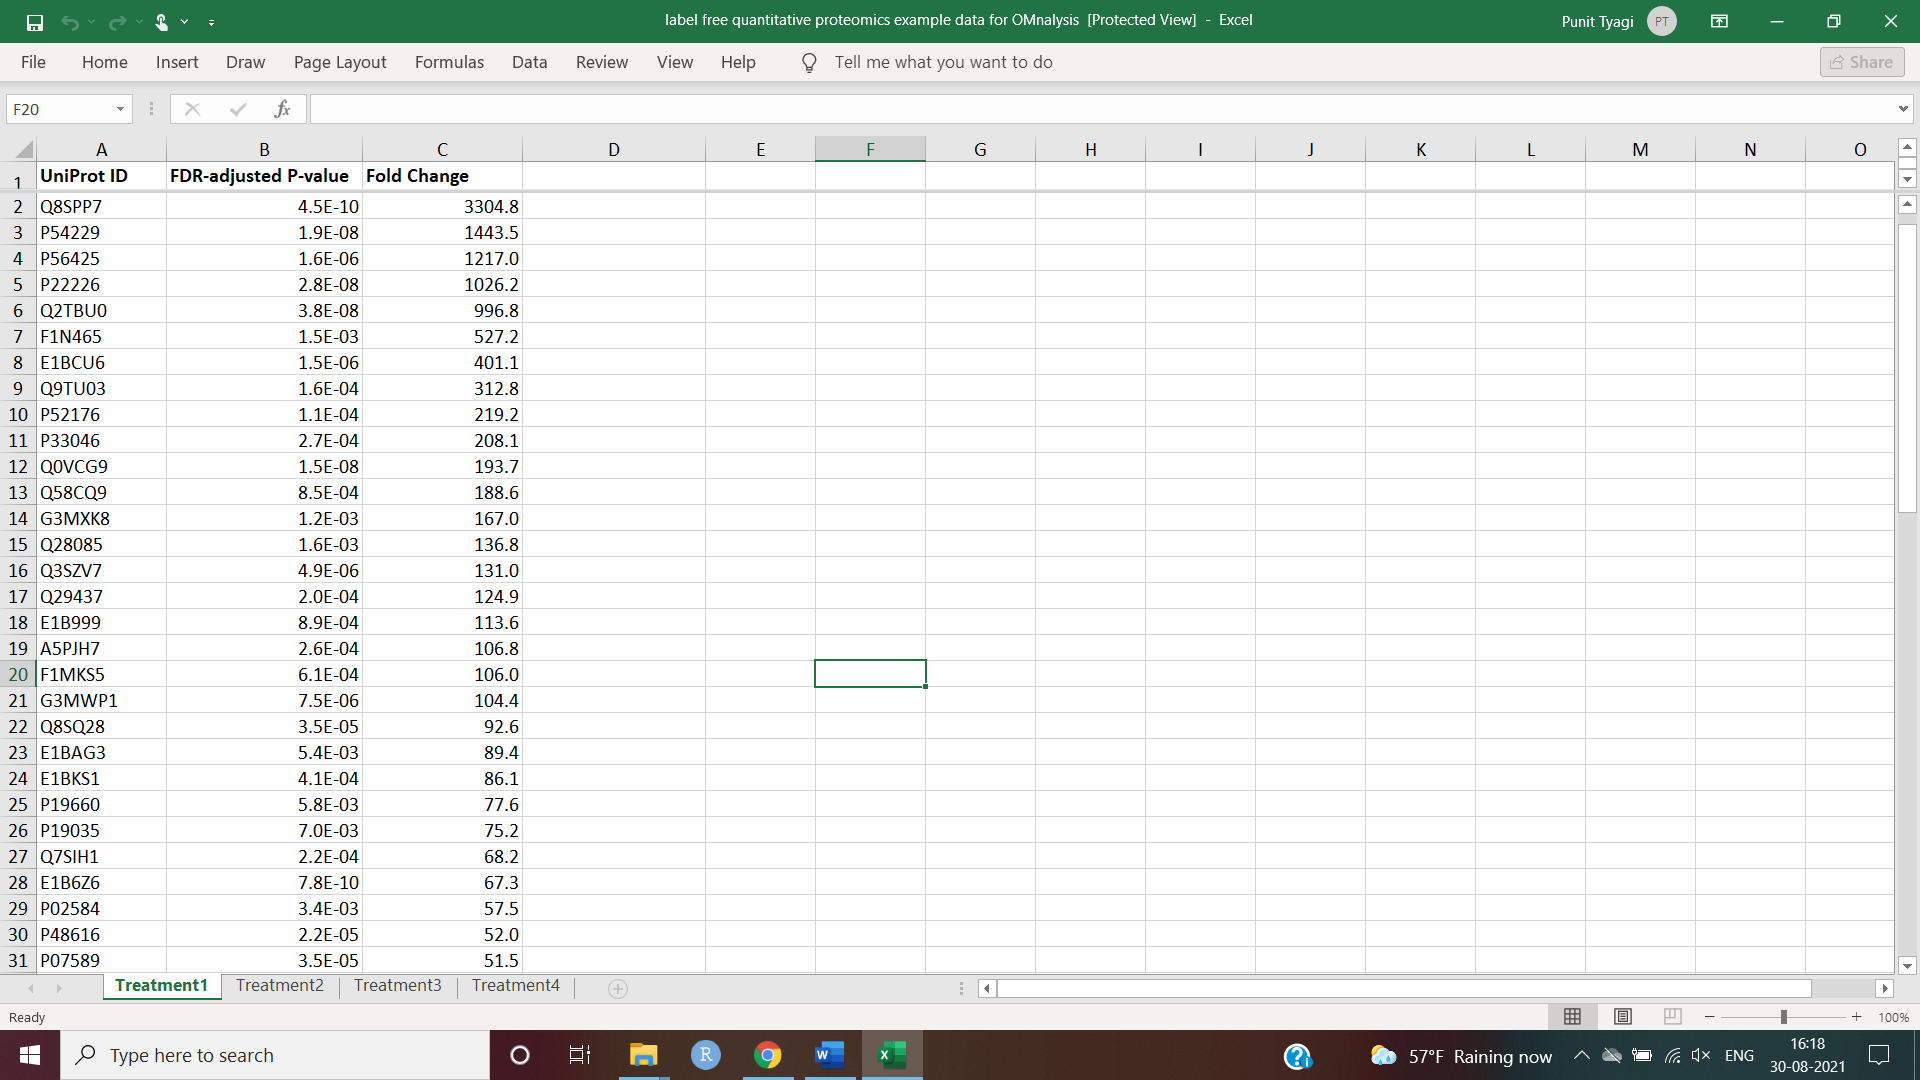 label free quantitative proteomics example data for OMnalysis [Protected View] - Excel
Punit Tyagi PT
File Home Insert Draw Page Layout Formulas Data Review View Help Tell me what you want to do Share
F20 fx
A B C D E F G H I J K L M N O
1 UniProt ID FDR-adjusted P-value Fold Change
2 Q8SPP7 4.5E-10 3304.8
3 P54229 1.9E-08 1443.5
4 P56425 1.6E-06 1217.0
5 P22226 2.8E-08 1026.2
6 Q2TBU0 3.8E-08 996.8
7 F1N465 1.5E-03 527.2
8 E1BCU6 1.5E-06 401.1
9 Q9TU03 1.6E-04 312.8
10 P52176 1.1E-04 219.2
11 P33046 2.7E-04 208.1
12 Q0VCG9 1.5E-08 193.7
13 Q58CQ9 8.5E-04 188.6
14 G3MXK8 1.2E-03 167.0
15 Q28085 1.6E-03 136.8
16 Q3SZV7 4.9E-06 131.0
17 Q29437 2.0E-04 124.9
18 E1B999 8.9E-04 113.6
19 A5PJH7 2.6E-04 106.8
20 F1MKS5 6.1E-04 106.0
21 G3MWP1 7.5E-06 104.4
22 Q8SQ28 3.5E-05 92.6
23 E1BAG3 5.4E-03 89.4
24 E1BKS1 4.1E-04 86.1
25 P19660 5.8E-03 77.6
26 P19035 7.0E-03 75.2
27 Q7SIH1 2.2E-04 68.2
28 E1B6Z6 7.8E-10 67.3
29 P02584 3.4E-03 57.5
30 P48616 2.2E-05 52.0
31 P07589 3.5E-05 51.5
Treatment1 Treatment2 Treatment3 Treatment4
Ready 100%
Type here to search R W X 57°F Raining now ENG 16:18
30-08-2021